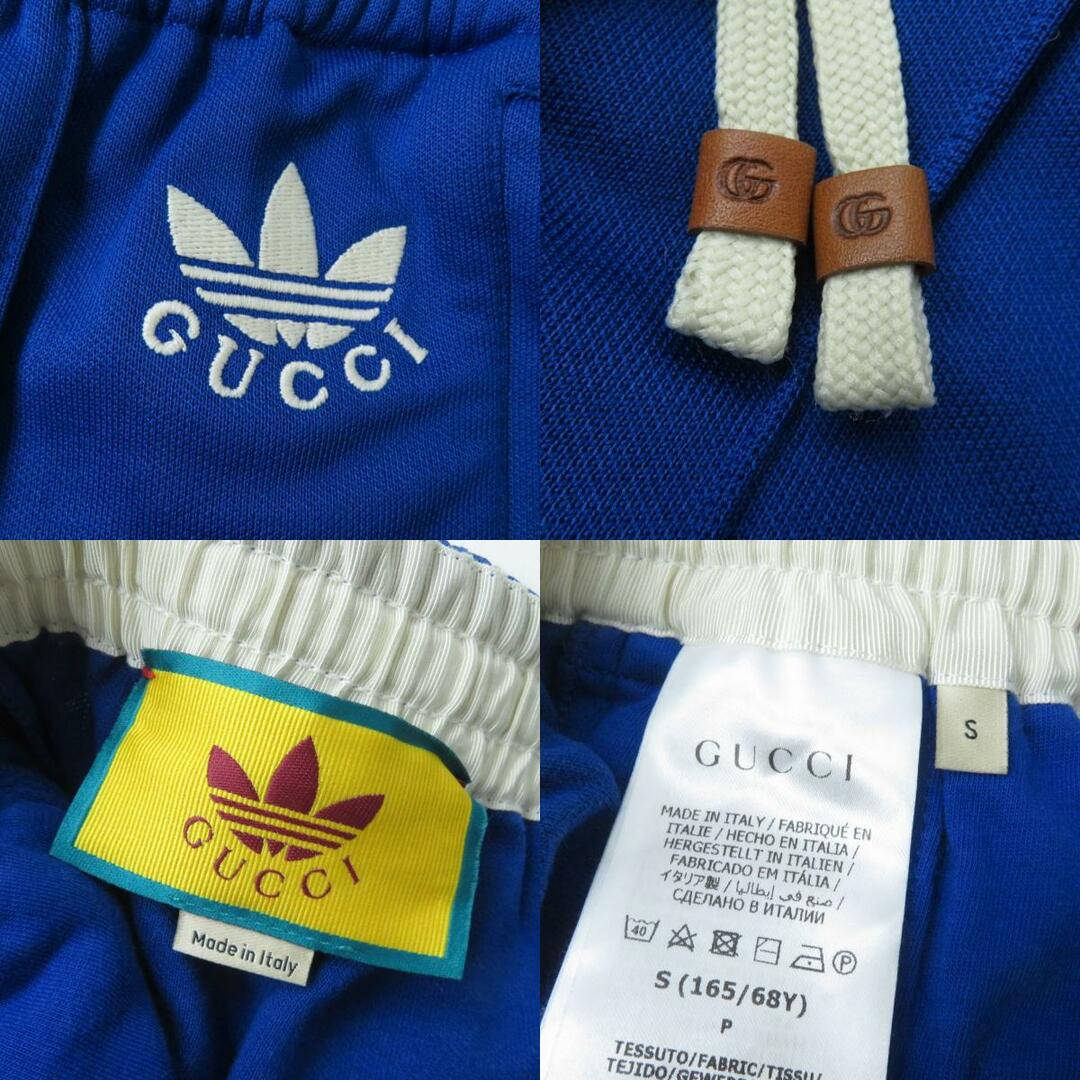 GUCCI
GG
GG
GUCCI
Made in Italy
GUCCI
S
MADE IN ITALY / FABRIQUÉ EN
ITALIE / HECHO EN ITALIA /
HERGESTELLT IN ITALIEN /
FABRICADO EM ITÁLIA /
イタリア製 / صنع في إيطاليا /
СДЕЛАНО В ИТАЛИИ
40 P
S (165/68Y)
P
TESSUTO/FABRIC/TISSU/